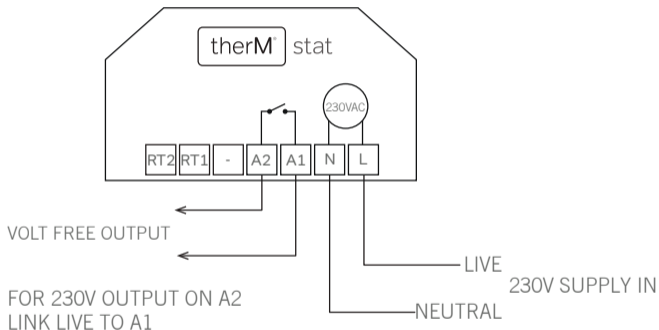 therM° stat
230VAC
RT2 RT1 - A2 A1 N L
VOLT FREE OUTPUT
LIVE
230V SUPPLY IN
NEUTRAL
FOR 230V OUTPUT ON A2
LINK LIVE TO A1